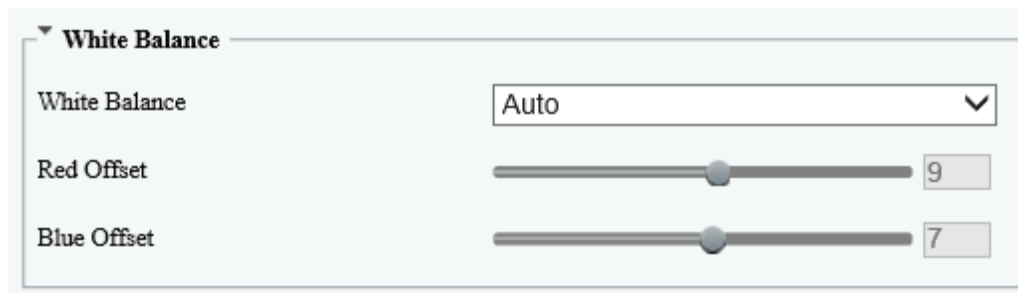 White Balance
White Balance Auto
Red Offset 9
Blue Offset 7